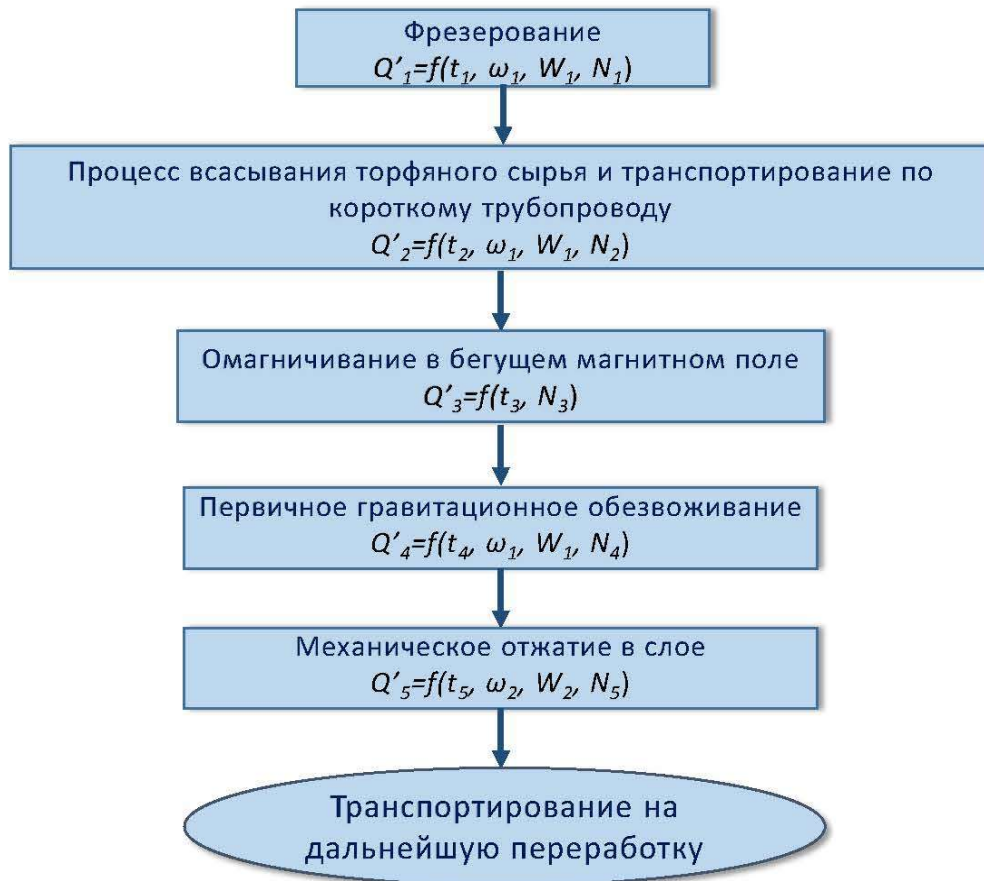 Фрезерование
Q’₁=f(t₁, ω₁, W₁, N₁)
Процесс всасывания торфяного сырья и транспортирование по
короткому трубопроводу
Q’₂=f(t₂, ω₁, W₁, N₂)
Омагничивание в бегущем магнитном поле
Q’₃=f(t₃, N₃)
Первичное гравитационное обезвоживание
Q’₄=f(t₄, ω₁, W₁, N₄)
Механическое отжатие в слое
Q’₅=f(t₅, ω₂, W₂, N₅)
Транспортирование на
дальнейшую переработку